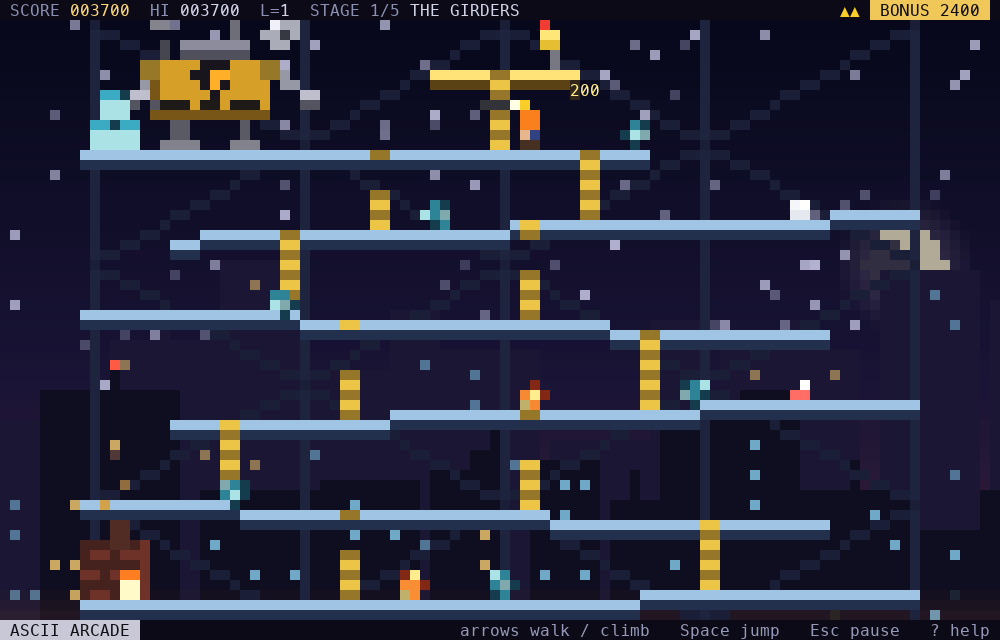 SCORE 003700 HI 003700 L=1 STAGE 1/5 THE GIRDERS ▲▲ BONUS 2400
200
ASCII ARCADE arrows walk / climb Space jump Esc pause ? help